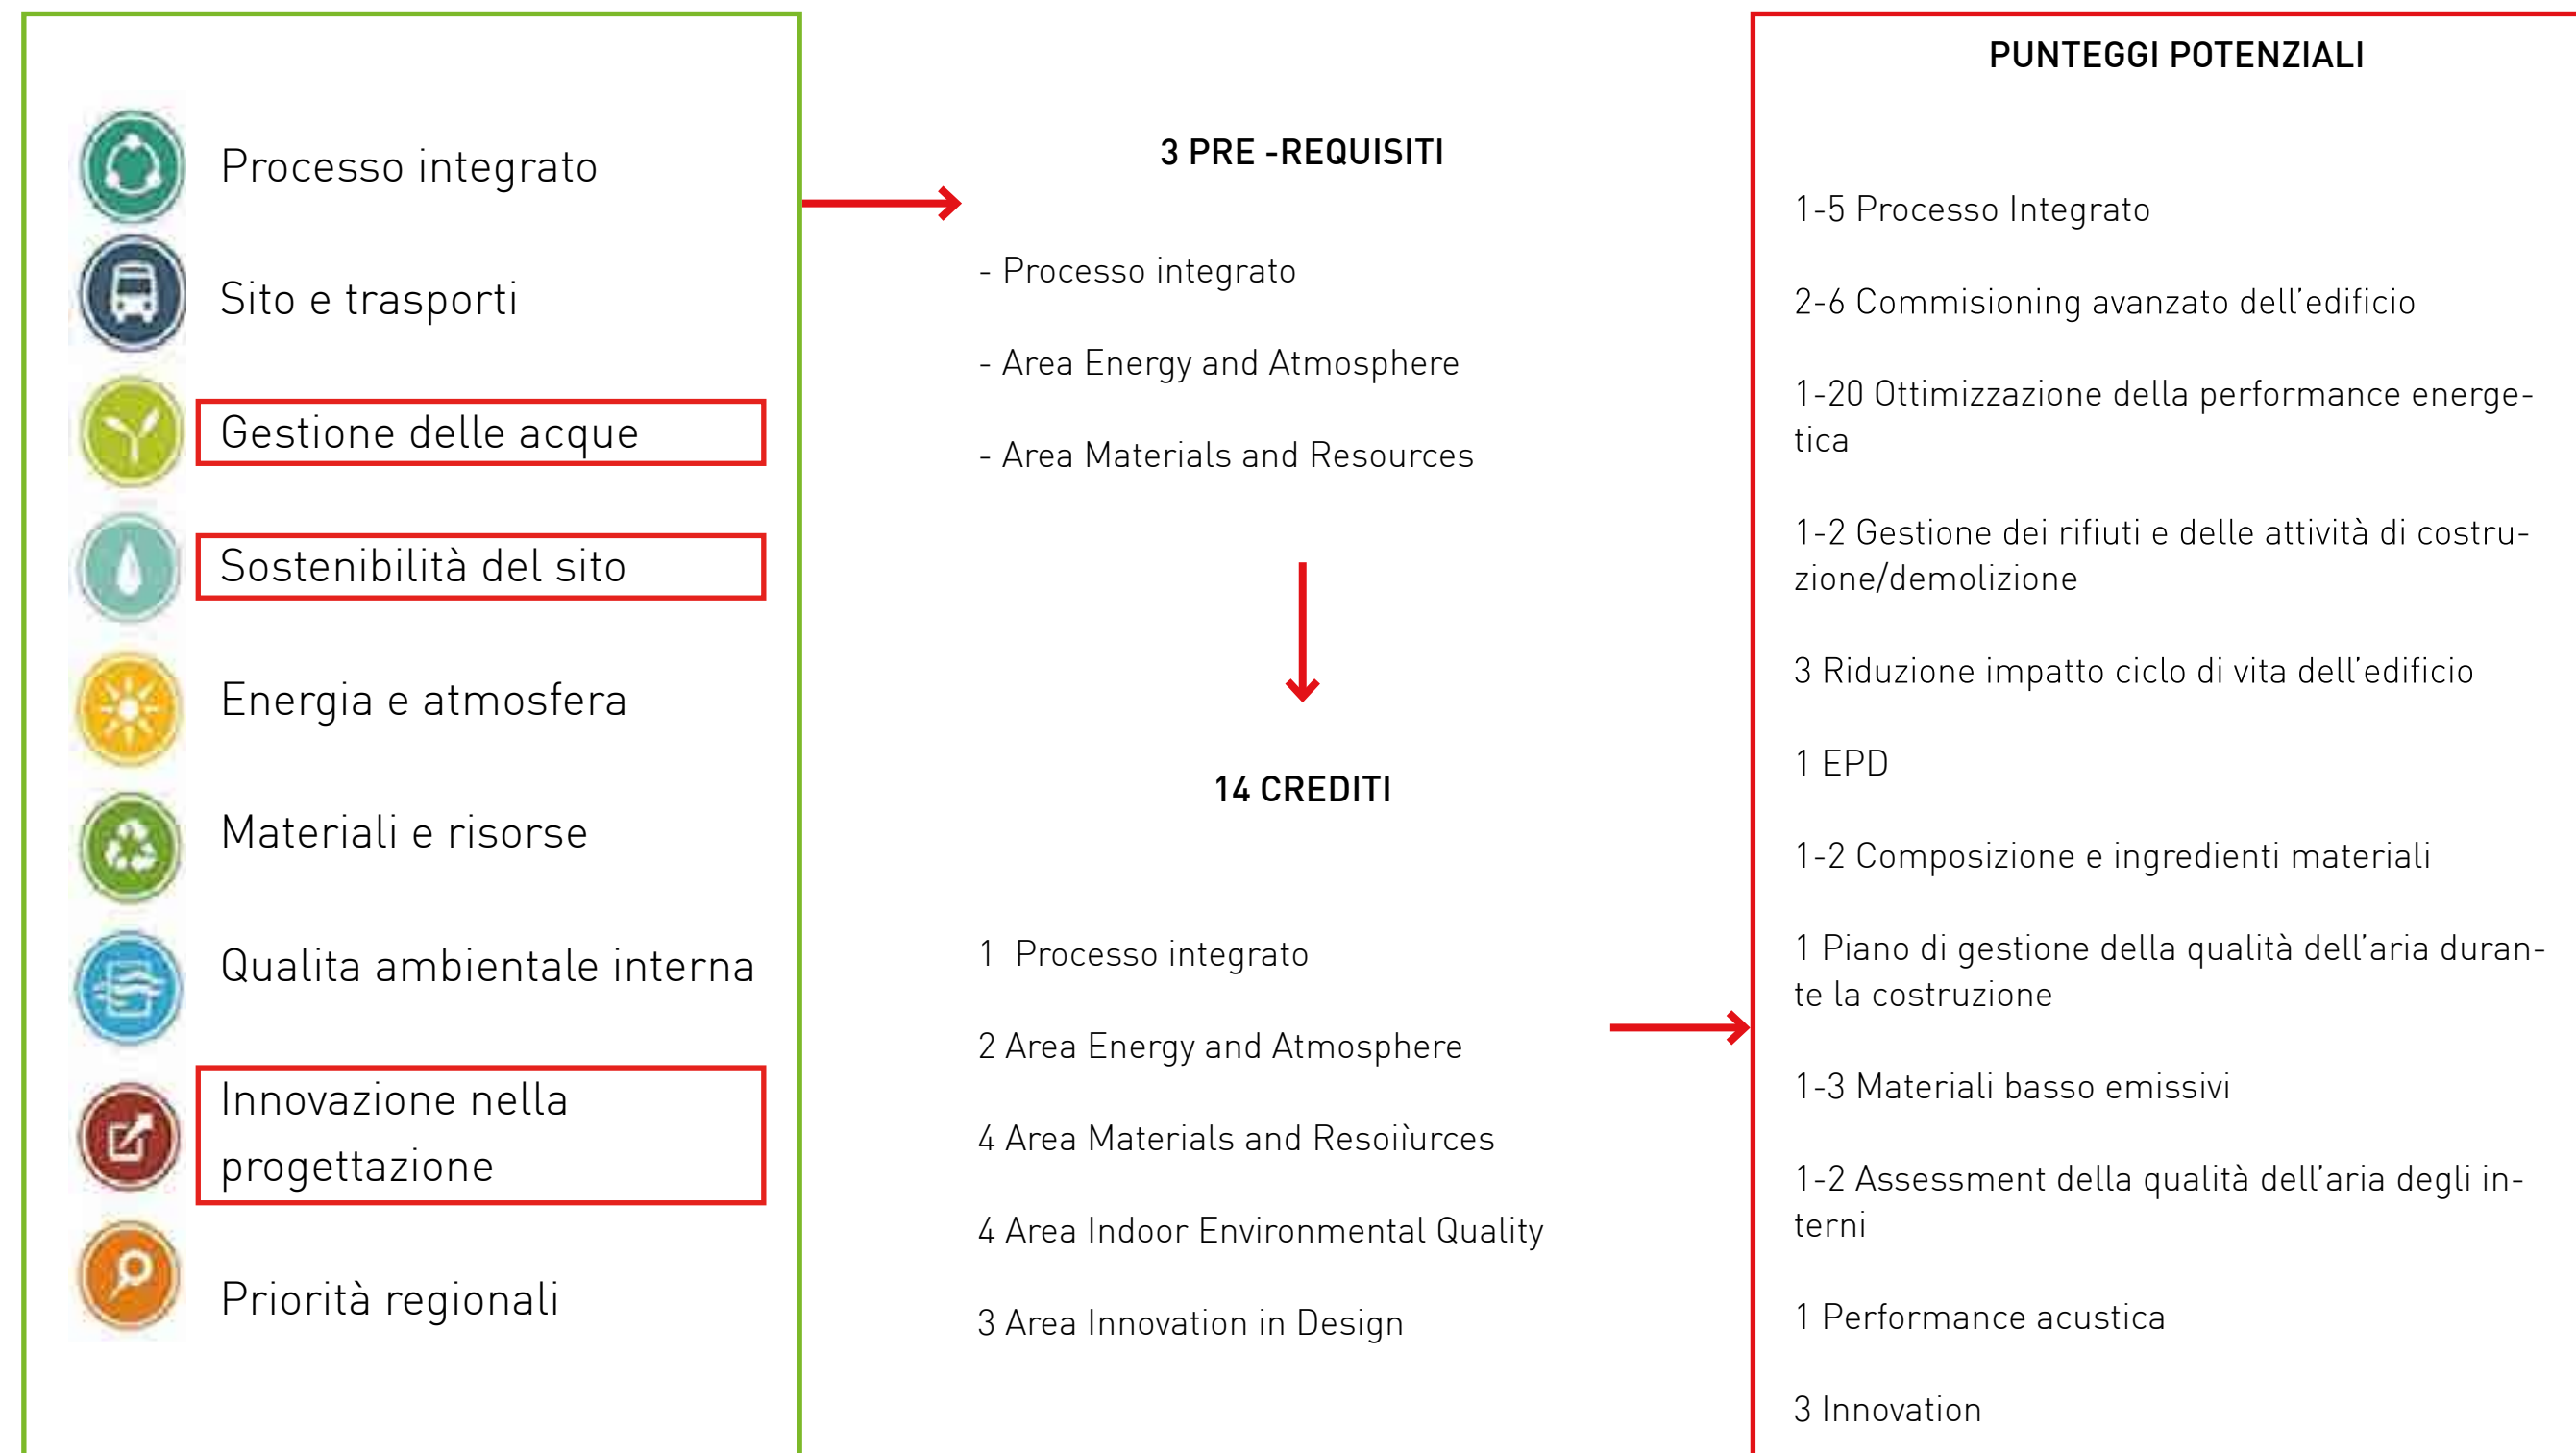 Processo integrato
Sito e trasporti
Gestione delle acque
Sostenibilità del sito
Energia e atmosfera
Materiali e risorse
Qualita ambientale interna
Innovazione nella
progettazione
Priorità regionali
3 PRE -REQUISITI
- Processo integrato
- Area Energy and Atmosphere
- Area Materials and Resources
14 CREDITI
1 Processo integrato
2 Area Energy and Atmosphere
4 Area Materials and Resoiìurces
4 Area Indoor Environmental Quality
3 Area Innovation in Design
PUNTEGGI POTENZIALI
1-5 Processo Integrato
2-6 Commisioning avanzato dell’edificio
1-20 Ottimizzazione della performance energe-
tica
1-2 Gestione dei rifiuti e delle attività di costru-
zione/demolizione
3 Riduzione impatto ciclo di vita dell’edificio
1 EPD
1-2 Composizione e ingredienti materiali
1 Piano di gestione della qualità dell’aria duran-
te la costruzione
1-3 Materiali basso emissivi
1-2 Assessment della qualità dell’aria degli in-
terni
1 Performance acustica
3 Innovation